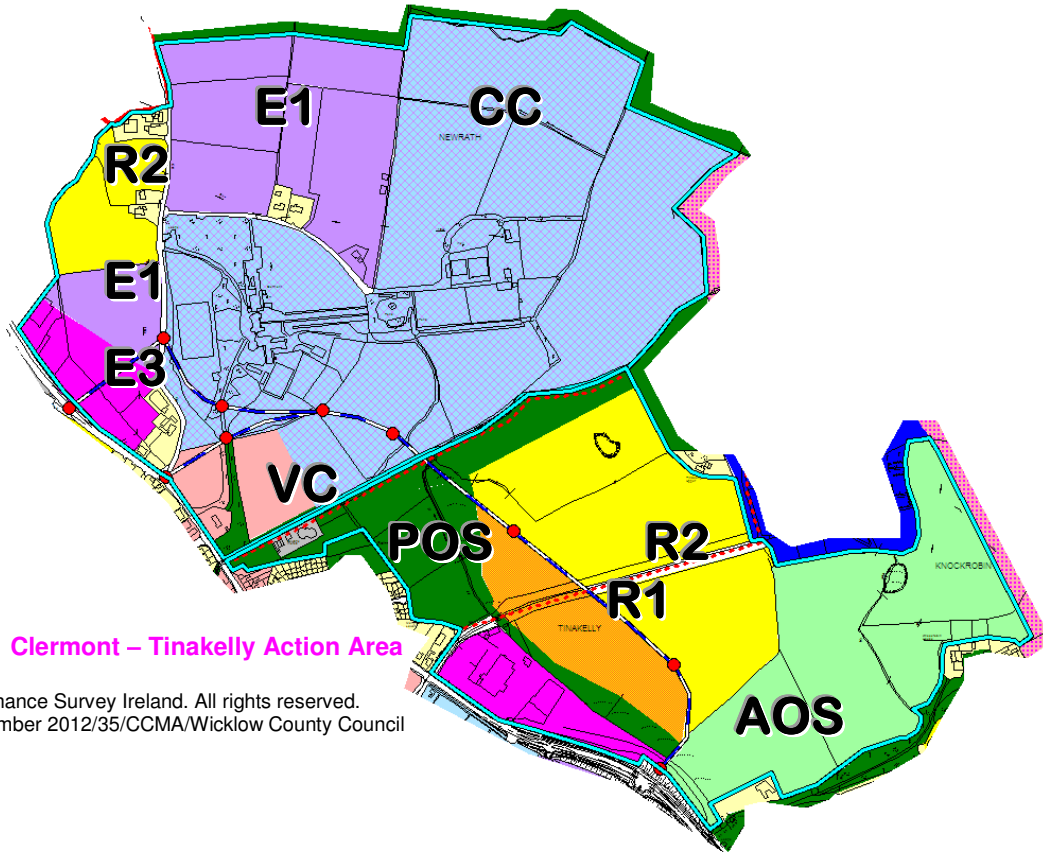 E1
CC
NEWRATH
R2
E1
E3
VC
POS
R2
KNOCKROBIN
R1
TINAKELLY
Clermont – Tinakelly Action Area
AOS
nance Survey Ireland. All rights reserved.
mber 2012/35/CCMA/Wicklow County Council